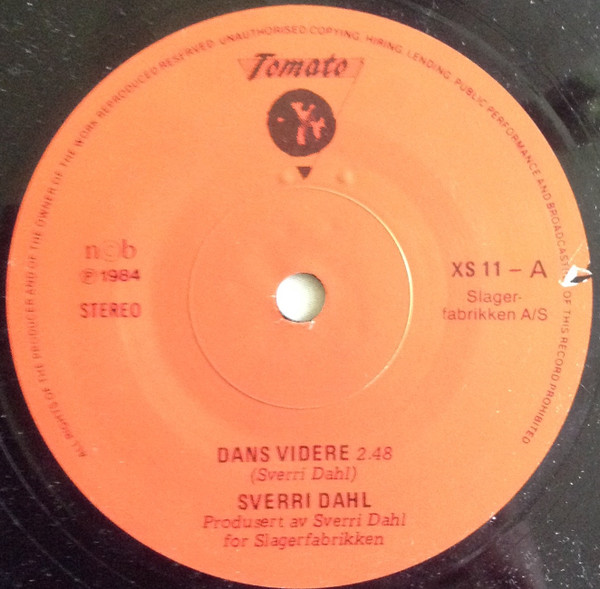 ALL RIGHTS OF THE PRODUCER AND OF THE OWNER OF THE WORK REPRODUCED RESERVED. UNAUTHORISED COPYING, HIRING, LENDING, PUBLIC PERFORMANCE AND BROADCASTING OF THIS RECORD PROHIBITED
Tomato
n©b
℗ 1984
STEREO
XS 11 – A
Slager-
fabrikken A/S
DANS VIDERE 2.48
(Sverri Dahl)
SVERRI DAHL
Produsert av Sverri Dahl
for Slagerfabrikken